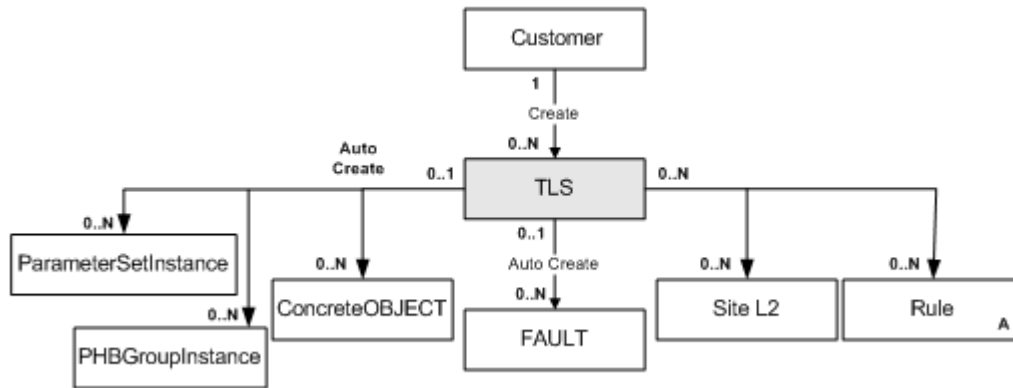 Customer
1
Create
0..N
Auto
Create
0..1
TLS
0..N
0..N
ParameterSetInstance
0..N
PHBGroupInstance
0..N
ConcreteOBJECT
0..1
Auto Create
0..N
FAULT
0..N
Site L2
0..N
Rule
A